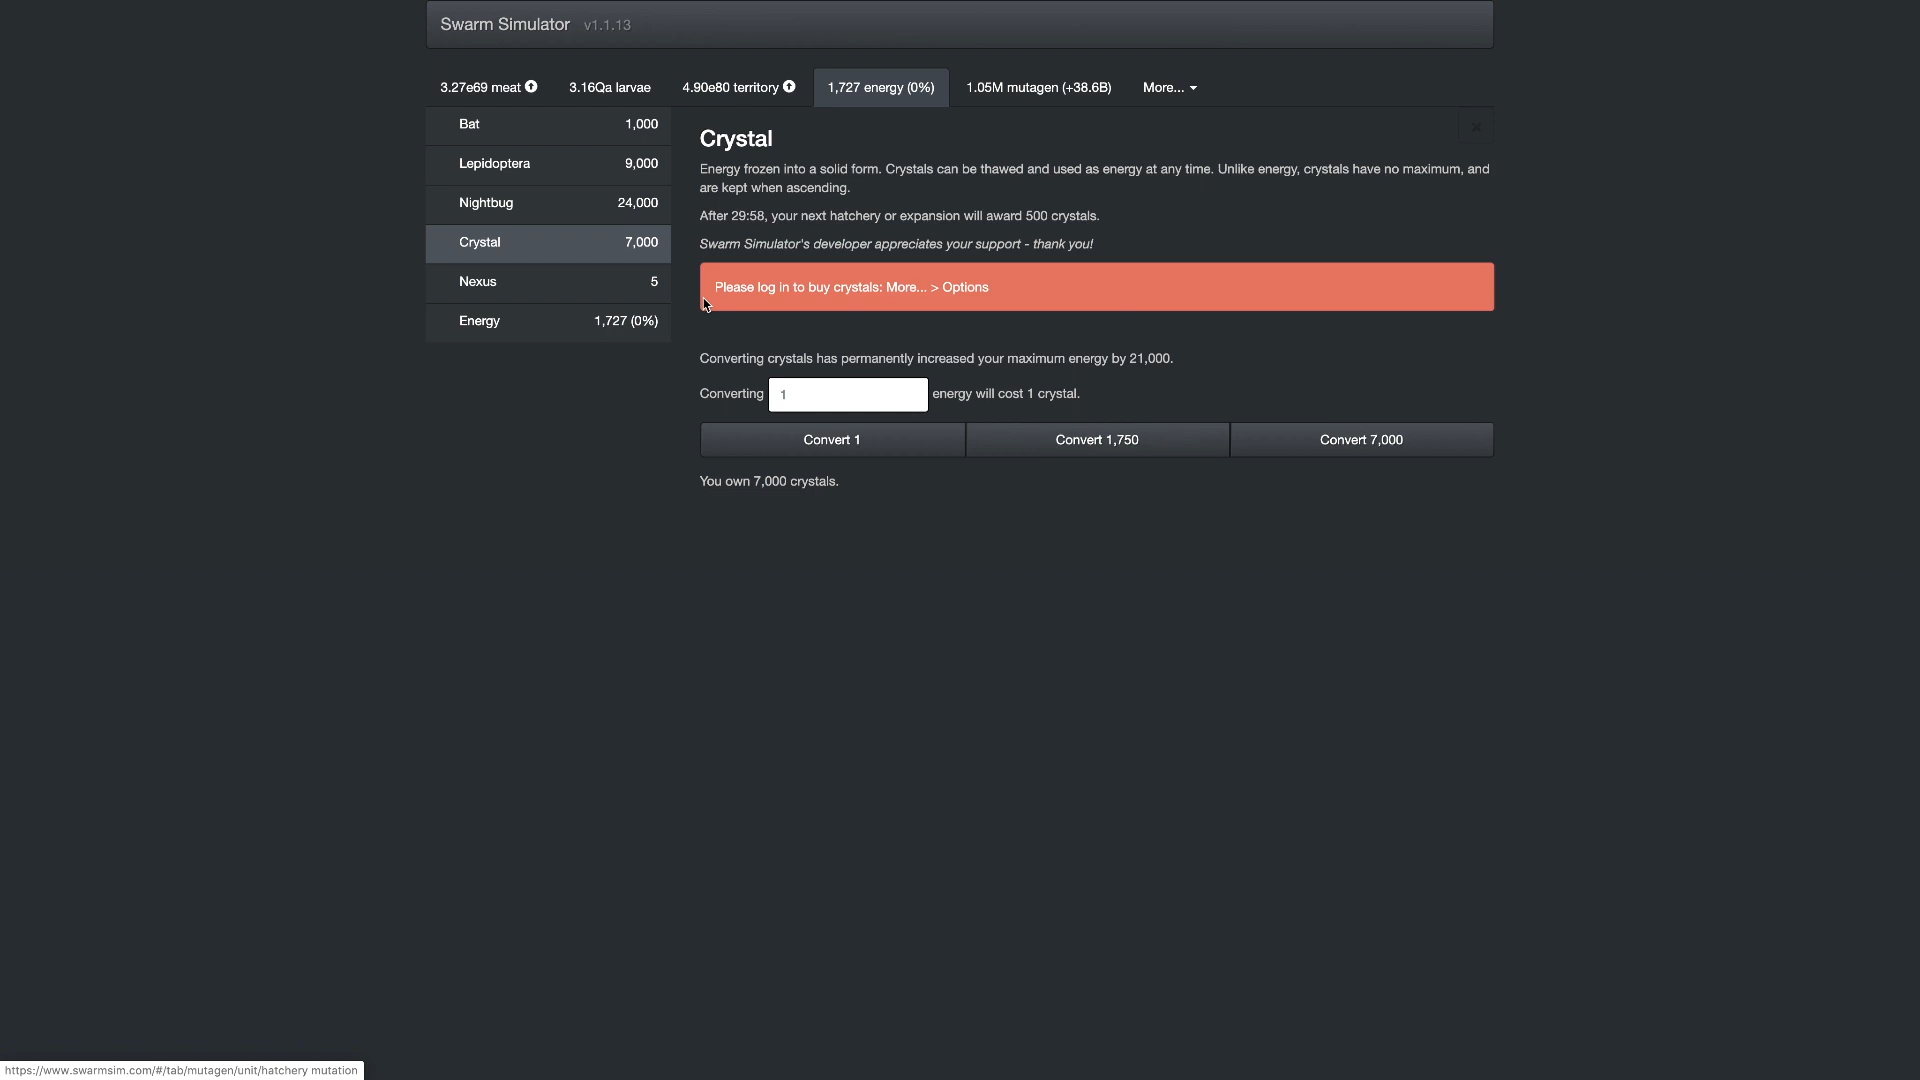 Swarm Simulator v1.1.13
3.27e69 meat 3.16Qa larvae 4.90e80 territory 1,727 energy (0%) 1.05M mutagen (+38.6B) More...
Bat 1,000
Lepidoptera 9,000
Nightbug 24,000
Crystal 7,000
Nexus 5
Energy 1,727 (0%)
Crystal
Energy frozen into a solid form. Crystals can be thawed and used as energy at any time. Unlike energy, crystals have no maximum, and
are kept when ascending.
After 29:58, your next hatchery or expansion will award 500 crystals.
Swarm Simulator's developer appreciates your support - thank you!
Please log in to buy crystals: More... > Options
Converting crystals has permanently increased your maximum energy by 21,000.
Converting 1 energy will cost 1 crystal.
Convert 1 Convert 1,750 Convert 7,000
You own 7,000 crystals.
https://www.swarmsim.com/#/tab/mutagen/unit/hatchery mutation